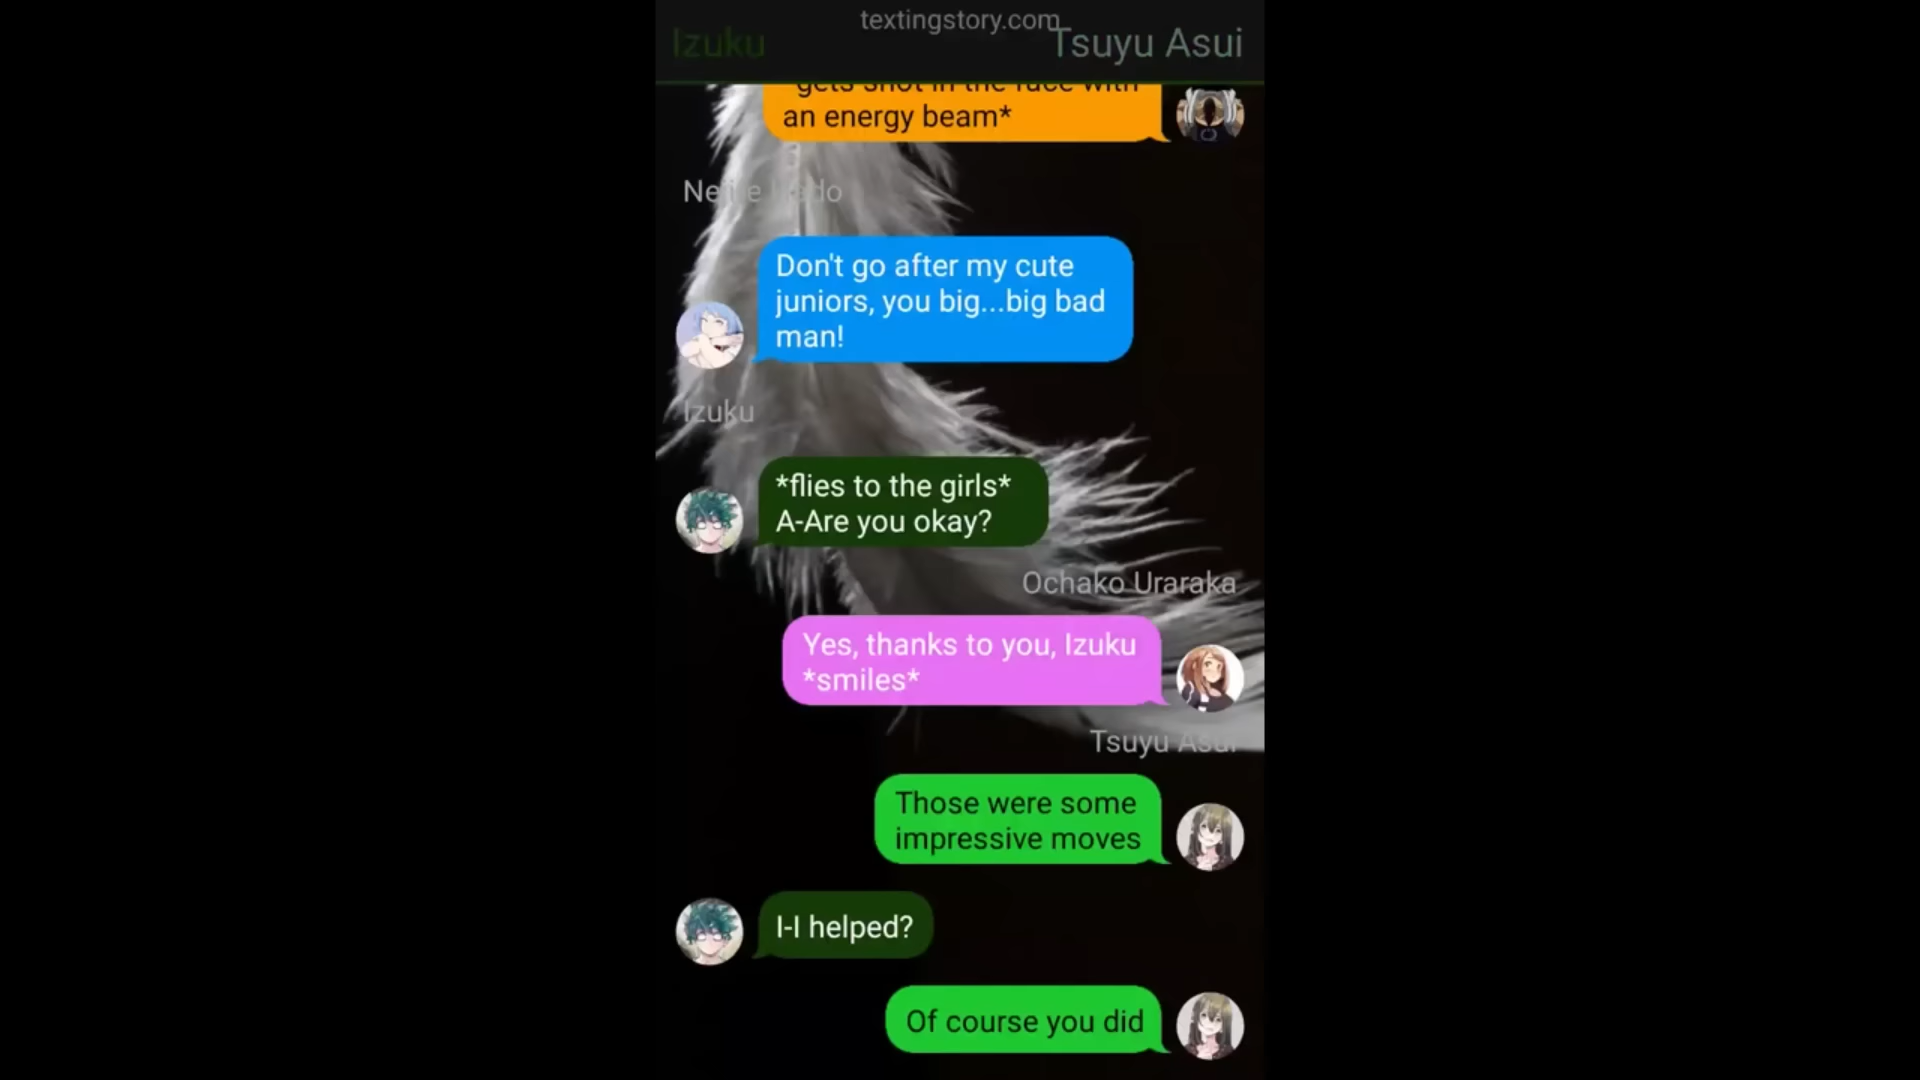 textingstory.com
Izuku
Tsuyu Asui
*gets shot in the face with
an energy beam*
Nejire Hado
Don't go after my cute
juniors, you big...big bad
man!
Izuku
*flies to the girls*
A-Are you okay?
Ochako Uraraka
Yes, thanks to you, Izuku
*smiles*
Tsuyu Asui
Those were some
impressive moves
I-I helped?
Of course you did